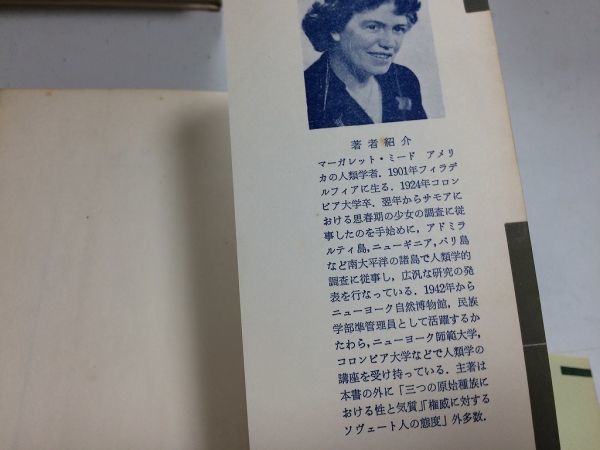 著者紹介
マーガレット・ミード アメリ
カの人類学者．1901年フィラデ
ルフィアに生る．1924年コロン
ビア大学卒．翌年からサモアに
おける思春期の少女の調査に従
事したのを手始めに，アドミラ
ルティ島，ニューギニア，バリ島
など南太平洋の諸島で人類学的
調査に従事し，広汎な研究の発
表を行なっている．1942年から
ニューヨーク自然博物館，民族
学部準管理員として活躍するか
たわら，ニューヨーク師範大学，
コロンビア大学などで人類学の
講座を受け持っている．主著は
本書の外に「三つの原始種族に
おける性と気質」「権威に対する
ソヴェート人の態度」外多数．